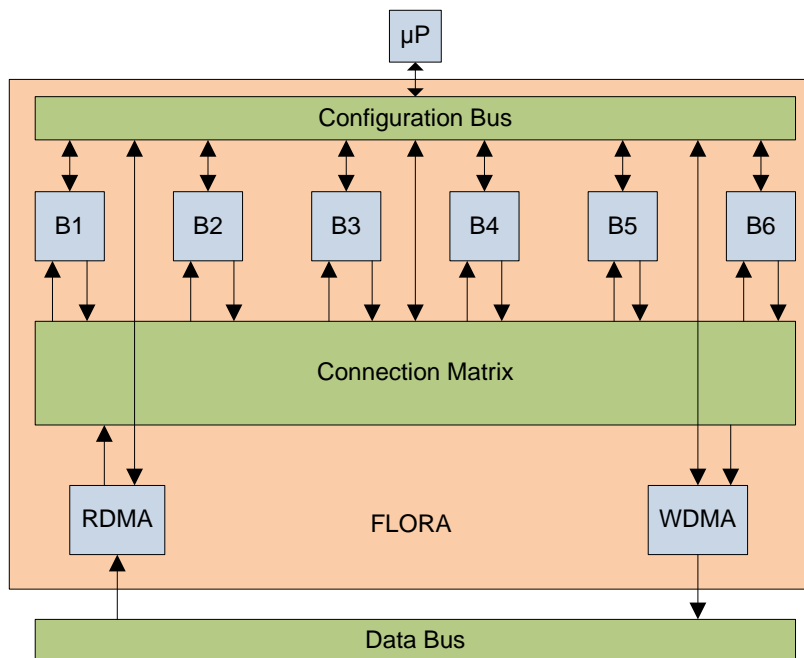 µP
Configuration Bus
B1 B2 B3 B4 B5 B6
Connection Matrix
RDMA FLORA WDMA
Data Bus